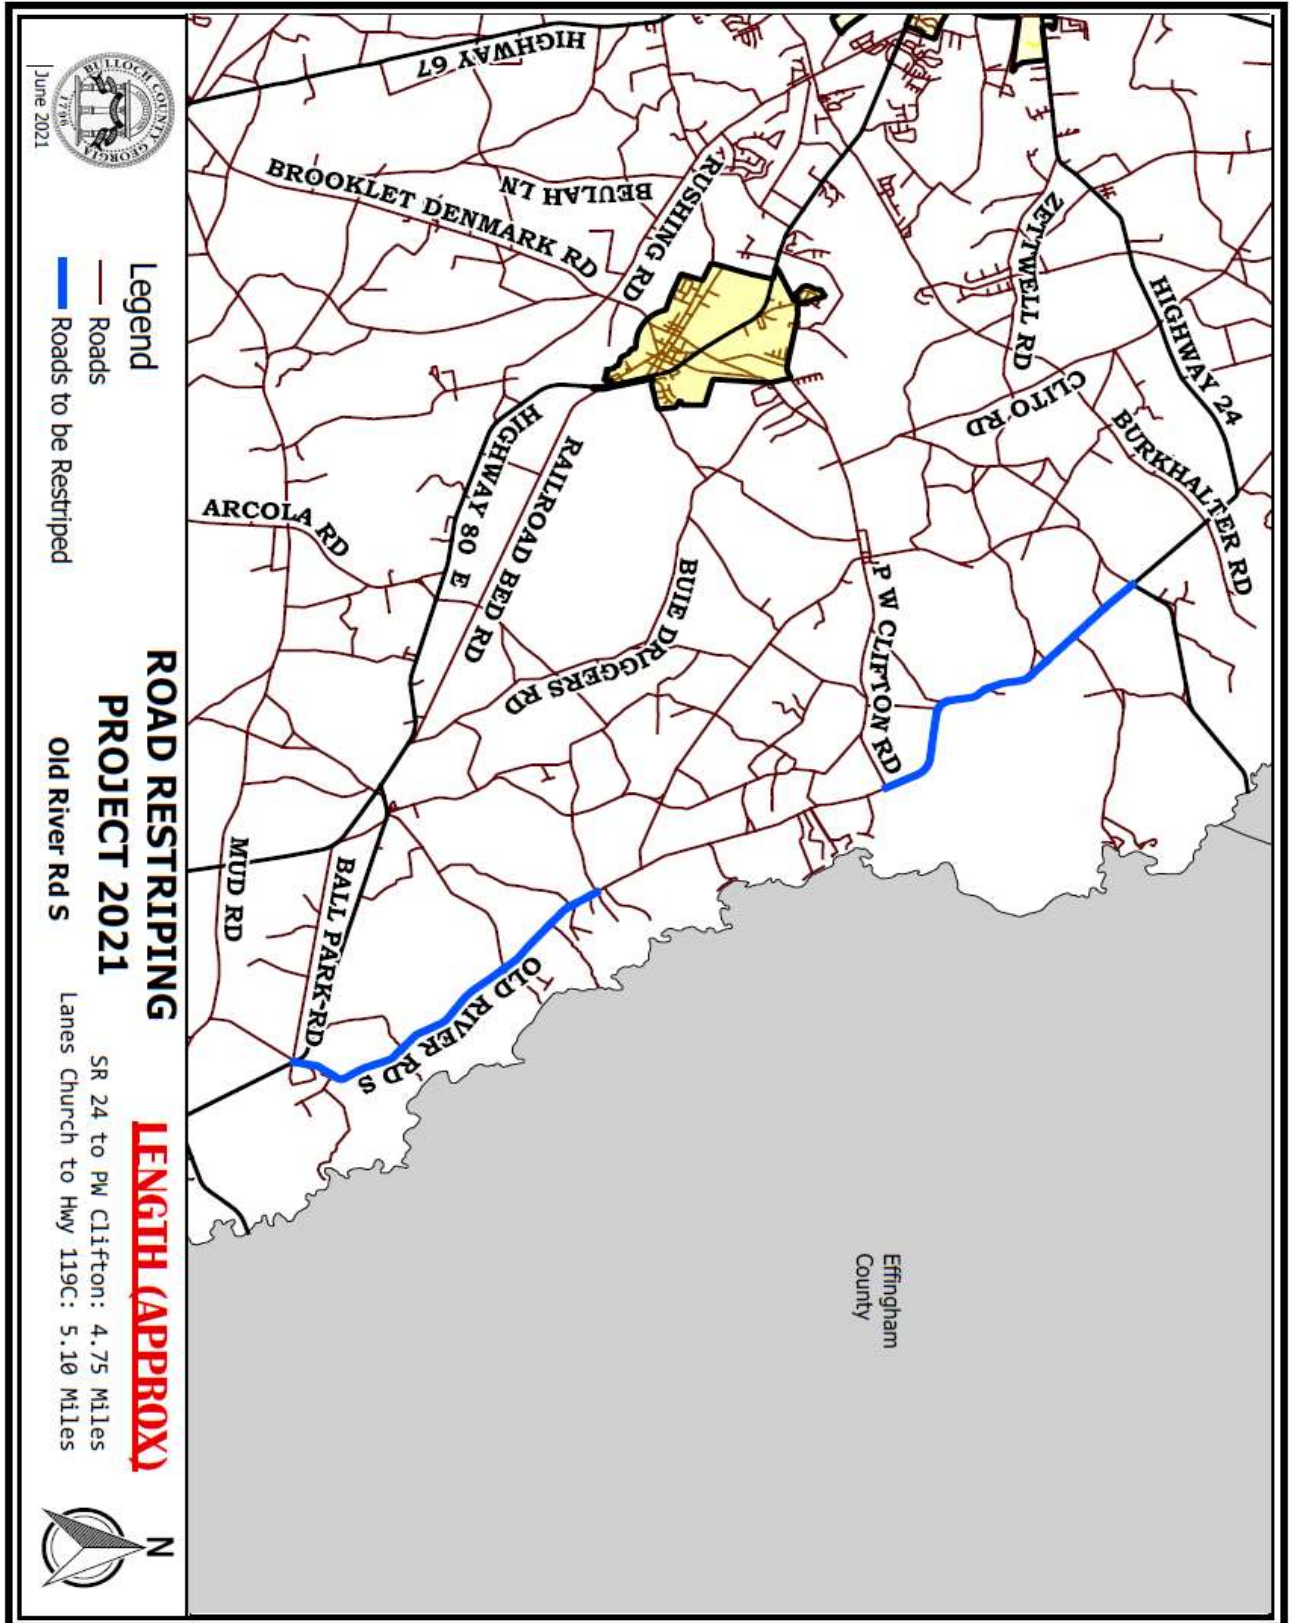 HIGHWAY 24
BURKHALTER RD
ZETTWELL RD
CLITO RD
P W CLIFTON RD
RUSHING RD
BEULAH LN
BROOKLET DENMARK RD
HIGHWAY 67
BUIE DRIGGERS RD
RAILROAD BED RD
HIGHWAY 80 E
ARCOLA RD
OLD RIVER RD S
BALL PARK RD
MUD RD
Effingham
County
BULLOCH COUNTY GEORGIA
1796
June 2021
Legend
Roads
Roads to be Restriped
ROAD RESTRIPING
PROJECT 2021
Old River Rd S
LENGTH (APPROX)
SR 24 to PW Clifton: 4.75 Miles
Lanes Church to Hwy 119C: 5.10 Miles
N